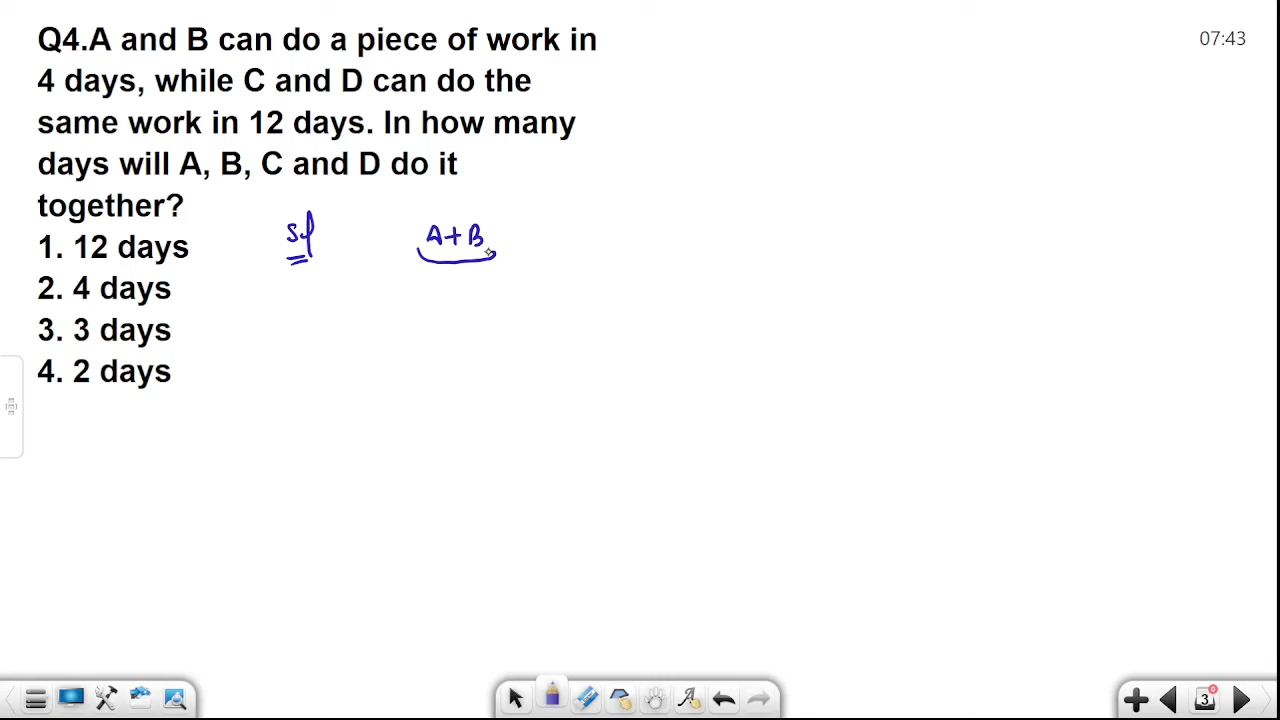 Q4.A and B can do a piece of work in
07:43
4 days, while C and D can do the
same work in 12 days. In how many
days will A, B, C and D do it
together?
1. 12 days
A+B
2. 4 days
3. 3 days
4. 2 days
3